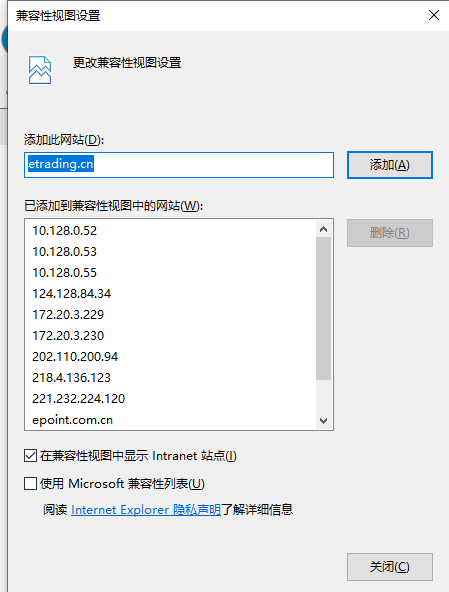 兼容性视图设置
更改兼容性视图设置
添加此网站(D):
etrading.cn
添加(A)
已添加到兼容性视图中的网站(W):
10.128.0.52
删除(R)
10.128.0.53
10.128.0.55
124.128.84.34
172.20.3.229
172.20.3.230
202.110.200.94
218.4.136.123
221.232.224.120
epoint.com.cn
在兼容性视图中显示 Intranet 站点(I)
使用 Microsoft 兼容性列表(U)
阅读 Internet Explorer 隐私声明了解详细信息
关闭(C)